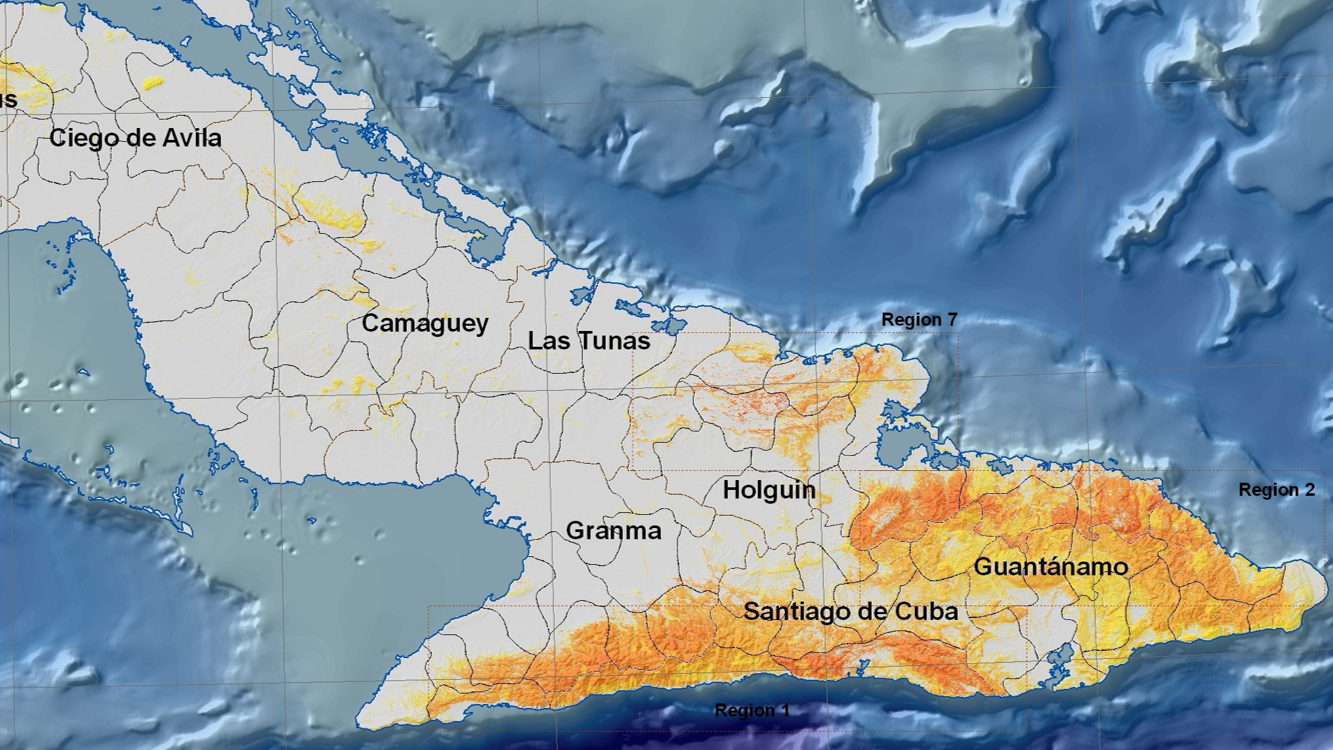 us
Ciego de Avila
Camaguey
Las Tunas
Region 7
Holguin
Region 2
Granma
Guantánamo
Santiago de Cuba
Region 1